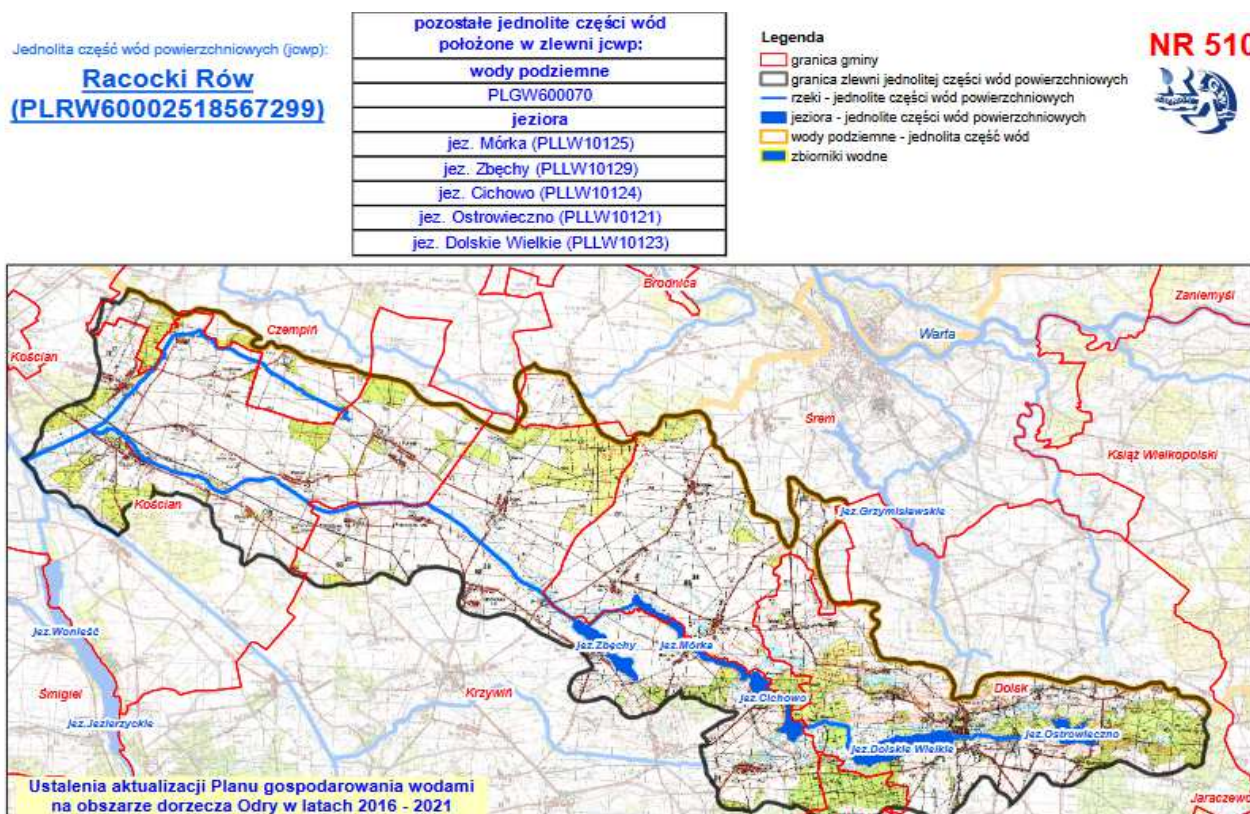 Jednolita część wód powierzchniowych (jcwp):
Racocki Rów
(PLRW60002518567299)
pozostałe jednolite części wód
położone w zlewni jcwp:
wody podziemne
PLGW600070
jeziora
jez. Mórka (PLLW10125)
jez. Zbęchy (PLLW10129)
jez. Cichowo (PLLW10124)
jez. Ostrowieczno (PLLW10121)
jez. Dolskie Wielkie (PLLW10123)
Legenda
granica gminy
granica zlewni jednolitej części wód powierzchniowych
rzeki - jednolite części wód powierzchniowych
jeziora - jednolite części wód powierzchniowych
wody podziemne - jednolita część wód
zbiorniki wodne
NR 510
Brodnica
Zaniemyśl
Czempiń
Warta
Kościan
Śrem
Książ Wielkopolski
Kościan
jez.Grzymisławskie
jez.Wonieść
jez.Zbęchy
jez.Mórka
Śmigiel
Krzywiń
jez.Cichowo
Dolsk
jez.Jezierzyckie
jez.Dolskie Wielkie
jez.Ostrowieczno
Ustalenia aktualizacji Planu gospodarowania wodami
na obszarze dorzecza Odry w latach 2016 - 2021
Jaraczewo